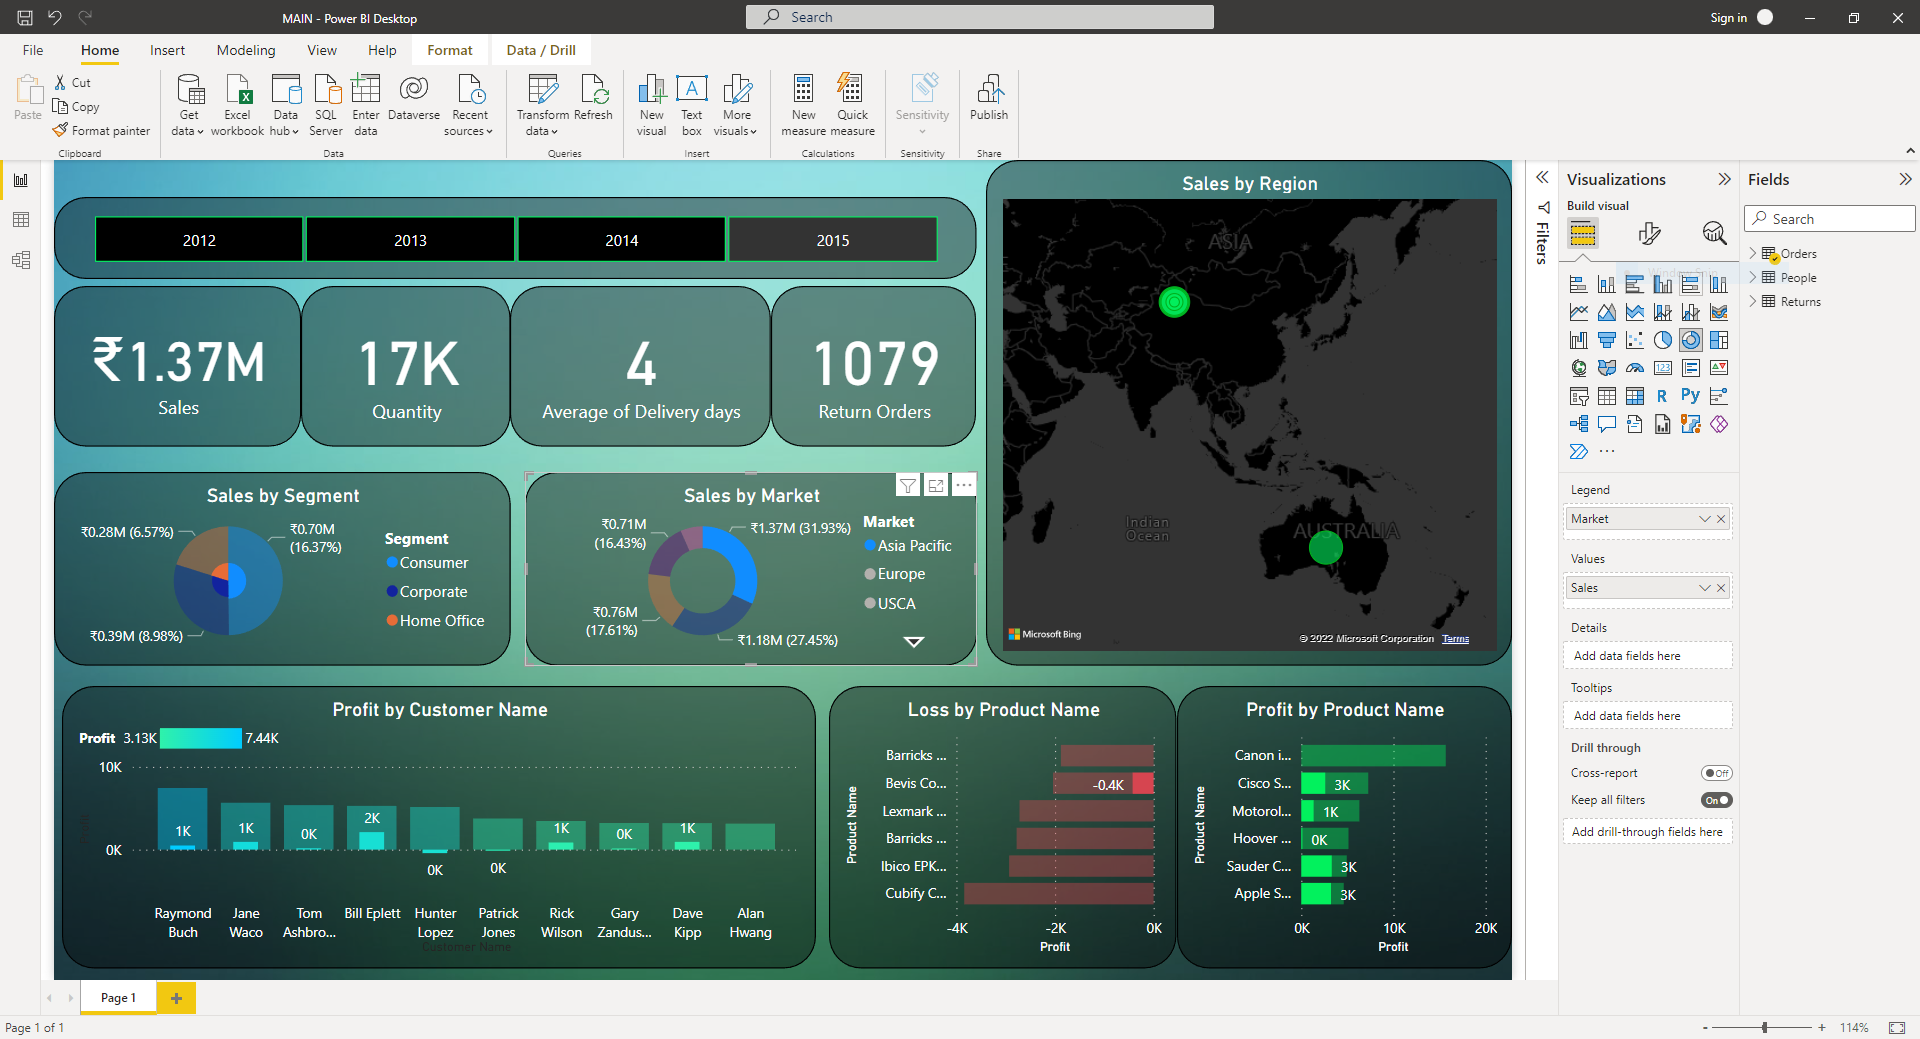 MAIN - Power BI Desktop
Search
Sign in
File
Home
Insert
Modeling
View
Help
Format
Data / Drill
Paste
Cut
Copy
Format painter
Clipboard
Get data
Excel workbook
Data hub
SQL Server
Enter data
Dataverse
Recent sources
Data
Transform data
Refresh
Queries
New visual
Text box
More visuals
Insert
New measure
Quick measure
Calculations
Sensitivity
Sensitivity
Publish
Share
2012
2013
2014
2015
₹1.37M
Sales
17K
Quantity
4
Average of Delivery days
1079
Return Orders
Sales by Segment
₹0.28M (6.57%)
₹0.70M
(16.37%)
₹0.39M (8.98%)
Segment
Consumer
Corporate
Home Office
Sales by Market
₹0.71M
(16.43%)
₹1.37M (31.93%)
₹0.76M
(17.61%)
₹1.18M (27.45%)
Market
Asia Pacific
Europe
USCA
Sales by Region
ASIA
Indian
Ocean
AUSTRALIA
Microsoft Bing
© 2022 Microsoft Corporation Terms
Profit by Customer Name
Profit 3.13K 7.44K
10K
0K
1K
1K
0K
2K
0K
0K
1K
0K
1K
Raymond Buch
Jane Waco
Tom Ashbro...
Bill Eplett
Hunter Lopez
Patrick Jones
Rick Wilson
Gary Zandus...
Dave Kipp
Alan Hwang
Customer Name
Loss by Product Name
Product Name
Barricks ...
Bevis Co...
-0.4K
Lexmark ...
Barricks ...
Ibico EPK...
Cubify C...
-4K
-2K
0K
Profit
Profit by Product Name
Product Name
Canon i...
Cisco S...
3K
Motorol...
1K
Hoover ...
0K
Sauder C...
3K
Apple S...
3K
0K
10K
20K
Profit
Filters
Visualizations
Build visual
R
Py
123
Legend
Market
Values
Sales
Details
Add data fields here
Tooltips
Add data fields here
Drill through
Cross-report
Off
Keep all filters
On
Add drill-through fields here
Fields
Search
Orders
People
Returns
Page 1
Page 1 of 1
114%